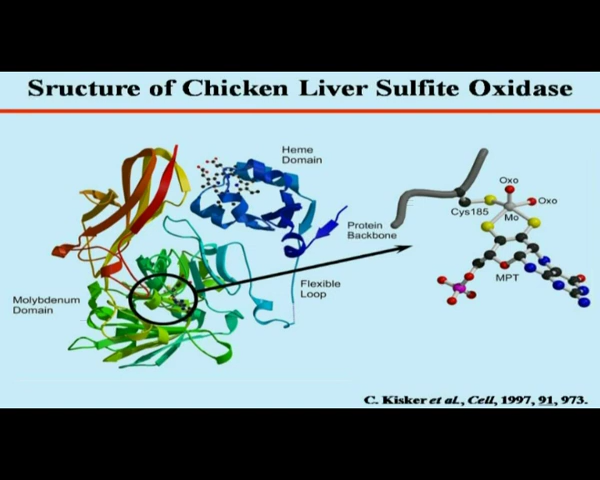 Sructure of Chicken Liver Sulfite Oxidase
Heme
Domain
Oxo
Oxo
Cys185
Mo
Protein
Backbone
MPT
Flexible
Loop
Molybdenum
Domain
C. Kisker et al., Cell, 1997, 91, 973.